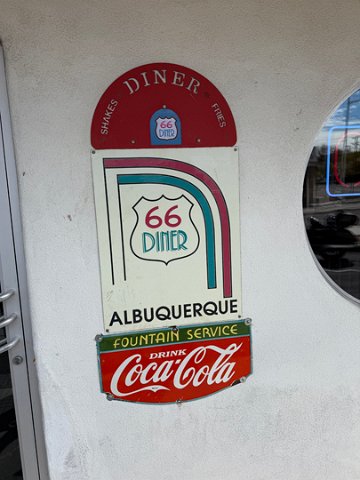 DINER
SHAKES
FRIES
66
DINER
66
DINER
ALBUQUERQUE
FOUNTAIN SERVICE
DRINK
Coca-Cola